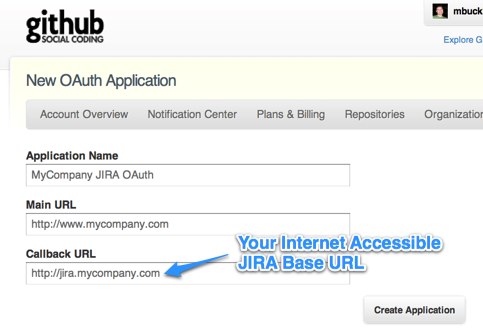 github
SOCIAL CODING
mbuck
Explore G
New OAuth Application
Account Overview Notification Center Plans & Billing Repositories Organization
Application Name
MyCompany JIRA OAuth
Main URL
http://www.mycompany.com
Callback URL
http://jira.mycompany.com
Your Internet Accessible
JIRA Base URL
Create Application